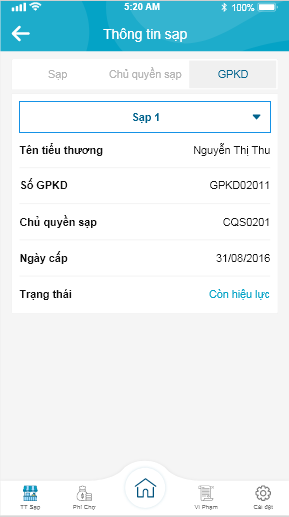 5:20 AM 100%
Thông tin sạp
Sạp Chủ quyền sạp GPKD
Sạp 1
Tên tiểu thương Nguyễn Thị Thu
Số GPKD GPKD02011
Chủ quyền sạp CQS0201
Ngày cấp 31/08/2016
Trạng thái Còn hiệu lực
TT Sạp Phí Chợ Vi Phạm Cài đặt